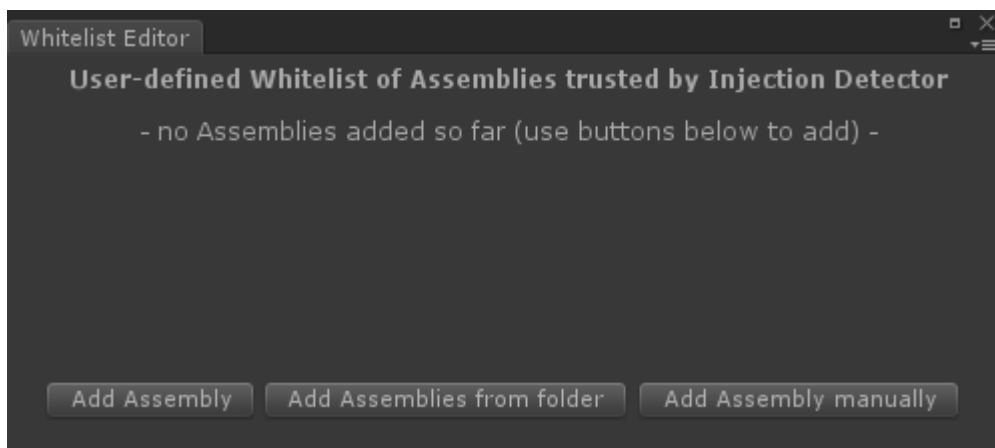 Whitelist Editor
User-defined Whitelist of Assemblies trusted by Injection Detector
- no Assemblies added so far (use buttons below to add) -
Add Assembly Add Assemblies from folder Add Assembly manually